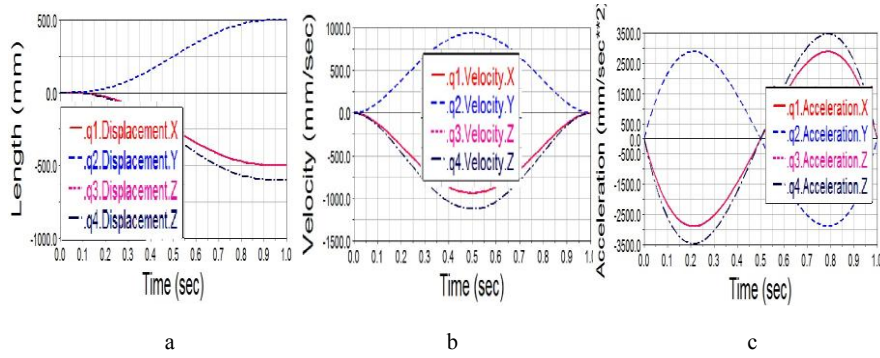 Length (mm)
500.0
0.0
-500.0
-1000.0
.q1.Displacement.X
.q2.Displacement.Y
.q3.Displacement.Z
.q4.Displacement.Z
0.0 0.1 0.2 0.3 0.4 0.5 0.6 0.7 0.8 0.9 1.0
Time (sec)
a
Velocity (mm/sec)
1000.0
500.0
0.0
-500.0
-1000.0
-1500.0
.q1.Velocity.X
.q2.Velocity.Y
.q3.Velocity.Z
.q4.Velocity.Z
0.0 0.1 0.2 0.3 0.4 0.5 0.6 0.7 0.8 0.9 1.0
Time (sec)
b
Acceleration (mm/sec**2)
3500.0
2500.0
1500.0
500.0
0.0
-500.0
-1500.0
-2500.0
-3500.0
.q1.Acceleration.X
.q2.Acceleration.Y
.q3.Acceleration.Z
.q4.Acceleration.Z
0.0 0.1 0.2 0.3 0.4 0.5 0.6 0.7 0.8 0.9 1.0
Time (sec)
c